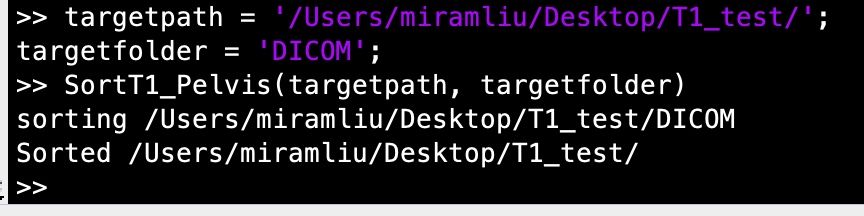 >> targetpath = '/Users/miramliu/Desktop/T1_test/';
targetfolder = 'DICOM';
>> SortT1_Pelvis(targetpath, targetfolder)
sorting /Users/miramliu/Desktop/T1_test/DICOM
Sorted /Users/miramliu/Desktop/T1_test/
>>